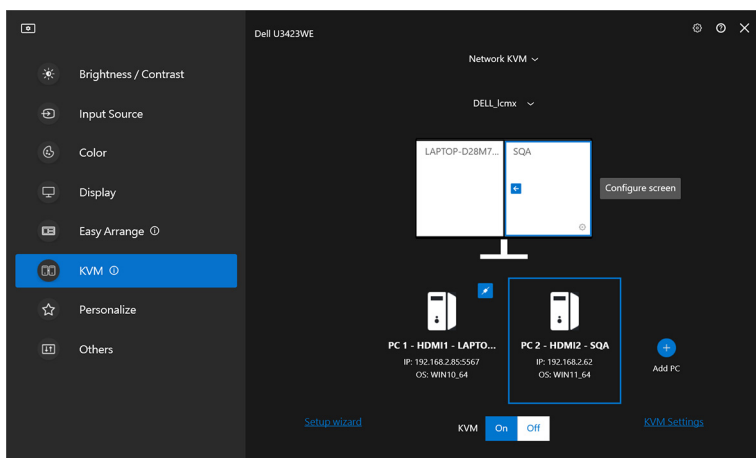 Dell U3423WE
Network KVM
DELL_lcmx
Brightness / Contrast
Input Source
Color
Display
Easy Arrange
KVM
Personalize
Others
LAPTOP-D28M7...
SQA
Configure screen
PC 1 - HDMI1 - LAPTO...
IP: 192.168.2.85:5567
OS: WIN10_64
PC 2 - HDMI2 - SQA
IP: 192.168.2.62
OS: WIN11_64
Add PC
Setup wizard
KVM On Off
KVM Settings